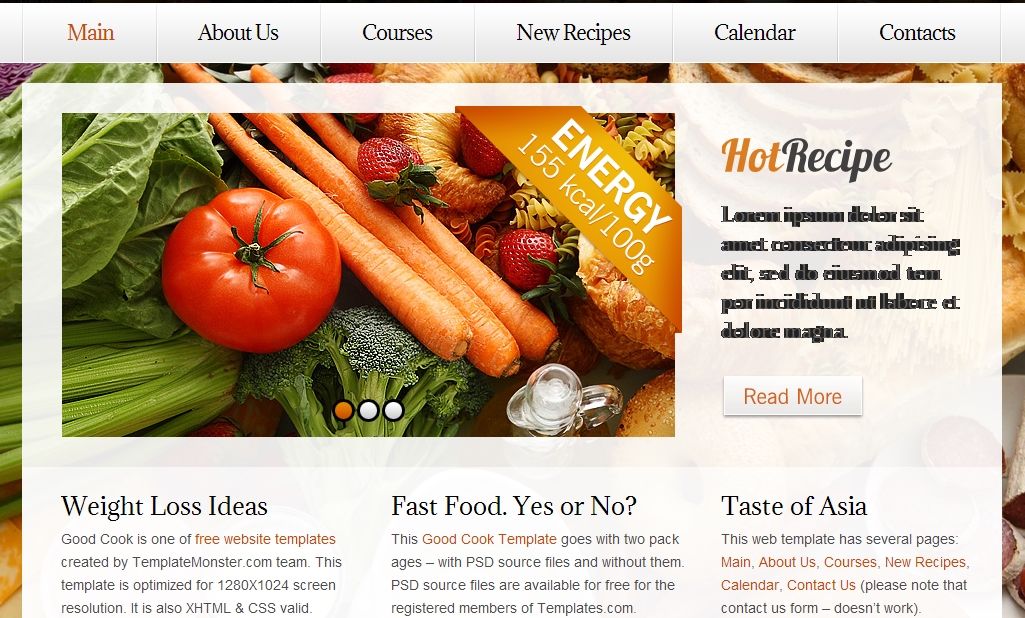 Main About Us Courses New Recipes Calendar Contacts
ENERGY
155 kcal/100g
HotRecipe
Lorem ipsum dolor sit
amet consectetur adipising
elit, sed do eiusmod tem
por incididunt ut labore et
dolore magna.
Read More
Weight Loss Ideas
Good Cook is one of free website templates
created by TemplateMonster.com team. This
template is optimized for 1280X1024 screen
resolution. It is also XHTML & CSS valid.
Fast Food. Yes or No?
This Good Cook Template goes with two pack
ages – with PSD source files and without them.
PSD source files are available for free for the
registered members of Templates.com.
Taste of Asia
This web template has several pages:
Main, About Us, Courses, New Recipes,
Calendar, Contact Us (please note that
contact us form – doesn't work).